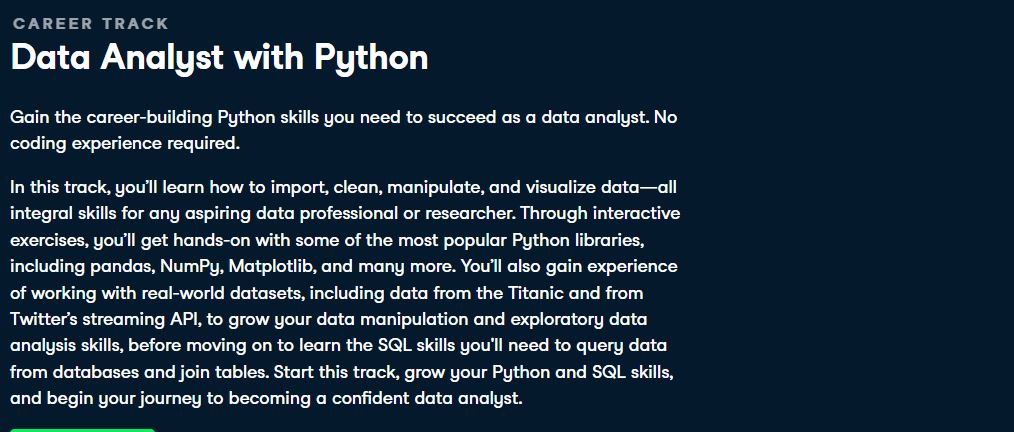 CAREER TRACK
Data Analyst with Python
Gain the career-building Python skills you need to succeed as a data analyst. No
coding experience required.
In this track, you'll learn how to import, clean, manipulate, and visualize data—all
integral skills for any aspiring data professional or researcher. Through interactive
exercises, you'll get hands-on with some of the most popular Python libraries,
including pandas, NumPy, Matplotlib, and many more. You'll also gain experience
of working with real-world datasets, including data from the Titanic and from
Twitter's streaming API, to grow your data manipulation and exploratory data
analysis skills, before moving on to learn the SQL skills you'll need to query data
from databases and join tables. Start this track, grow your Python and SQL skills,
and begin your journey to becoming a confident data analyst.